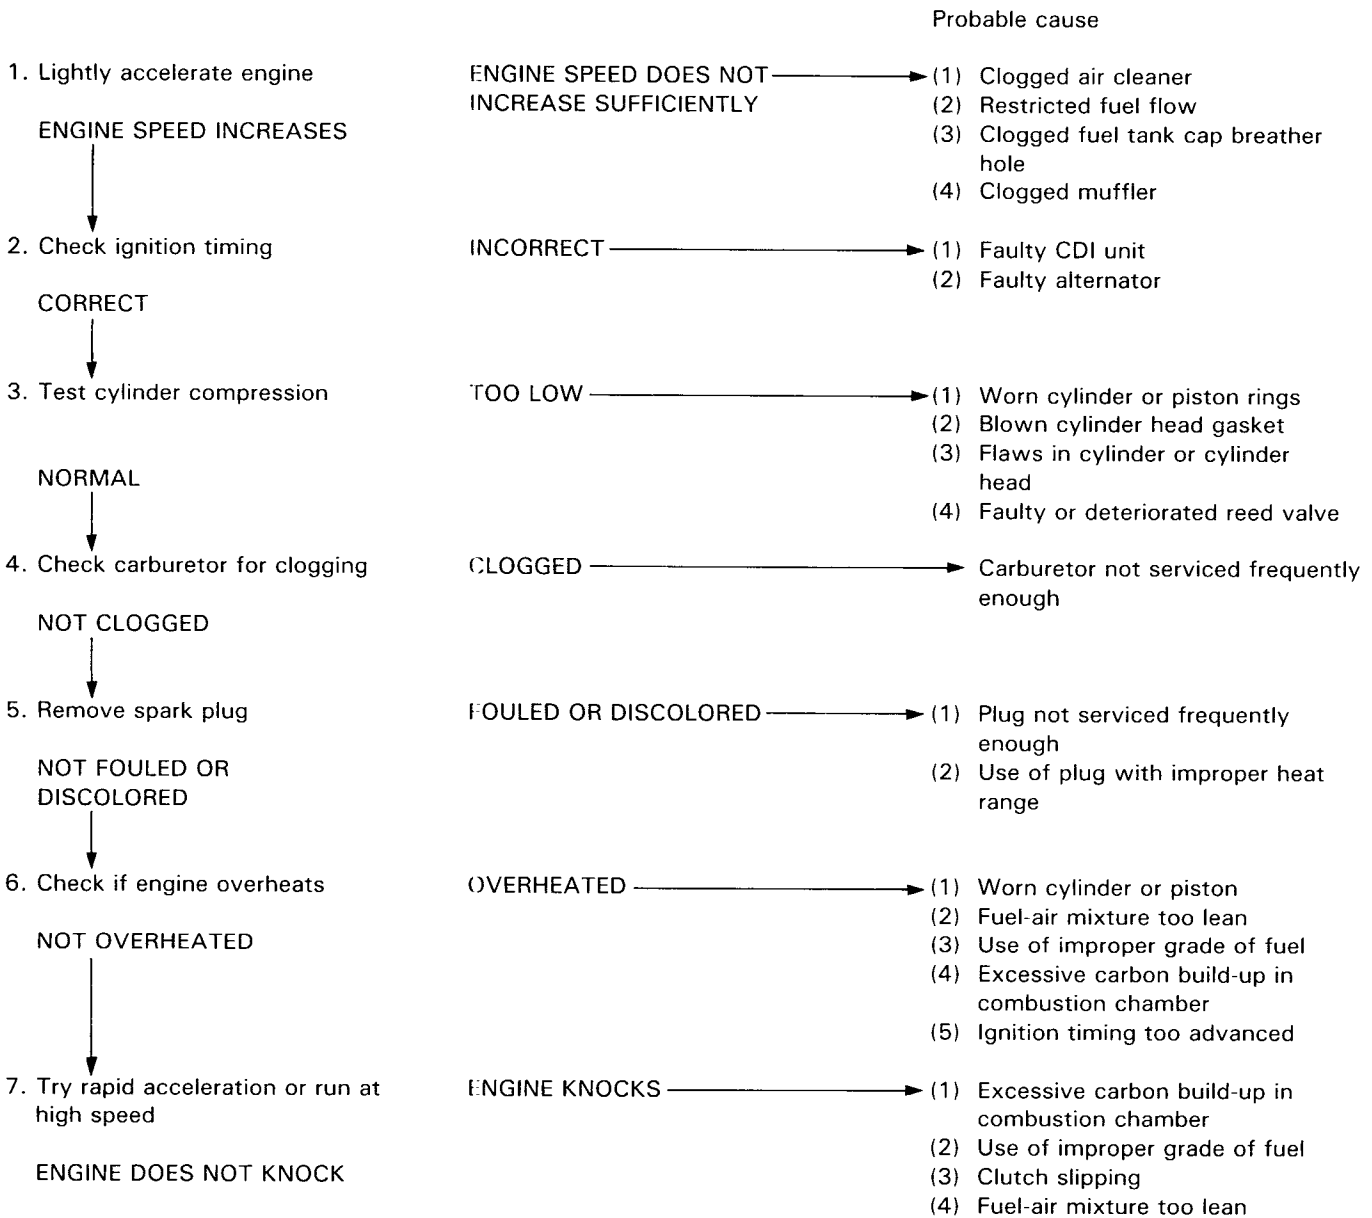 Probable cause
1. Lightly accelerate engine
ENGINE SPEED DOES NOT
INCREASE SUFFICIENTLY
(1) Clogged air cleaner
(2) Restricted fuel flow
(3) Clogged fuel tank cap breather
hole
(4) Clogged muffler
ENGINE SPEED INCREASES
2. Check ignition timing
INCORRECT
(1) Faulty CDI unit
(2) Faulty alternator
CORRECT
3. Test cylinder compression
TOO LOW
(1) Worn cylinder or piston rings
(2) Blown cylinder head gasket
(3) Flaws in cylinder or cylinder
head
(4) Faulty or deteriorated reed valve
NORMAL
4. Check carburetor for clogging
CLOGGED
Carburetor not serviced frequently
enough
NOT CLOGGED
5. Remove spark plug
FOULED OR DISCOLORED
(1) Plug not serviced frequently
enough
(2) Use of plug with improper heat
range
NOT FOULED OR
DISCOLORED
6. Check if engine overheats
OVERHEATED
(1) Worn cylinder or piston
(2) Fuel-air mixture too lean
(3) Use of improper grade of fuel
(4) Excessive carbon build-up in
combustion chamber
(5) Ignition timing too advanced
NOT OVERHEATED
7. Try rapid acceleration or run at
high speed
ENGINE KNOCKS
(1) Excessive carbon build-up in
combustion chamber
(2) Use of improper grade of fuel
(3) Clutch slipping
(4) Fuel-air mixture too lean
ENGINE DOES NOT KNOCK